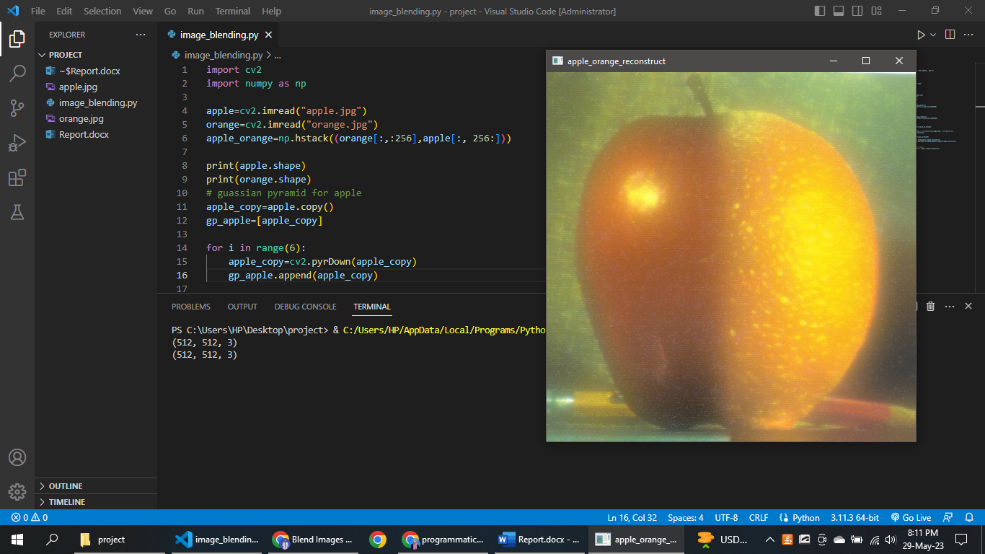 File Edit Selection View Go Run Terminal Help
image_blending.py - project - Visual Studio Code [Administrator]
EXPLORER
PROJECT
~$Report.docx
apple.jpg
image_blending.py
orange.jpg
Report.docx
OUTLINE
TIMELINE
image_blending.py
image_blending.py > ...
1 import cv2
2 import numpy as np
3
4 apple=cv2.imread("apple.jpg")
5 orange=cv2.imread("orange.jpg")
6 apple_orange=np.hstack((orange[:,:256],apple[:, 256:]))
7
8 print(apple.shape)
9 print(orange.shape)
10 # guassian pyramid for apple
11 apple_copy=apple.copy()
12 gp_apple=[apple_copy]
13
14 for i in range(6):
15 apple_copy=cv2.pyrDown(apple_copy)
16 gp_apple.append(apple_copy)
17
apple_orange_reconstruct
PROBLEMS OUTPUT DEBUG CONSOLE TERMINAL
PS C:\Users\HP\Desktop\project> & C:/Users/HP/AppData/Local/Programs/Pytho
(512, 512, 3)
(512, 512, 3)
0 0 0
Ln 16, Col 32 Spaces: 4 UTF-8 CRLF Python 3.11.3 64-bit Go Live
project
image_blendin...
Blend Images ...
programmatic...
Report.docx - ...
apple_orange_...
USD...
8:11 PM
29-May-23